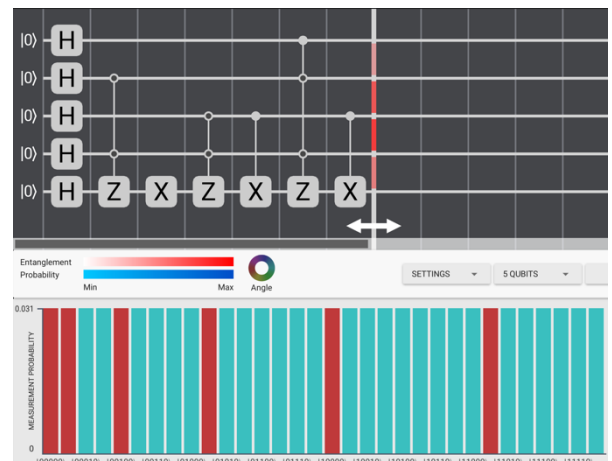 |0⟩ H
|0⟩ H
|0⟩ H
|0⟩ H
|0⟩ H Z X Z X Z X
Entanglement
Probability
Min Max Angle
SETTINGS 5 QUBITS
0.031
MEASUREMENT PROBABILITY
0